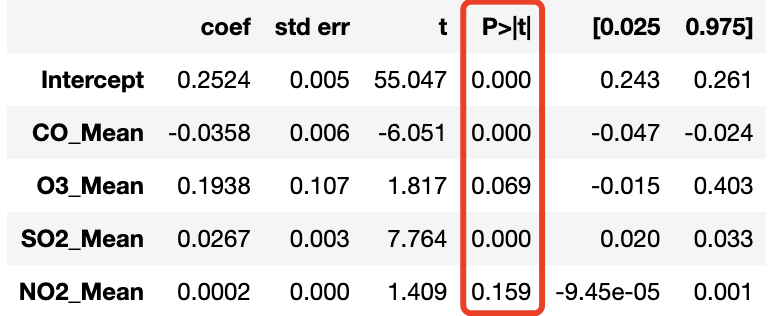 coef std err t P>|t| [0.025 0.975]
Intercept 0.2524 0.005 55.047 0.000 0.243 0.261
CO_Mean -0.0358 0.006 -6.051 0.000 -0.047 -0.024
O3_Mean 0.1938 0.107 1.817 0.069 -0.015 0.403
SO2_Mean 0.0267 0.003 7.764 0.000 0.020 0.033
NO2_Mean 0.0002 0.000 1.409 0.159 -9.45e-05 0.001